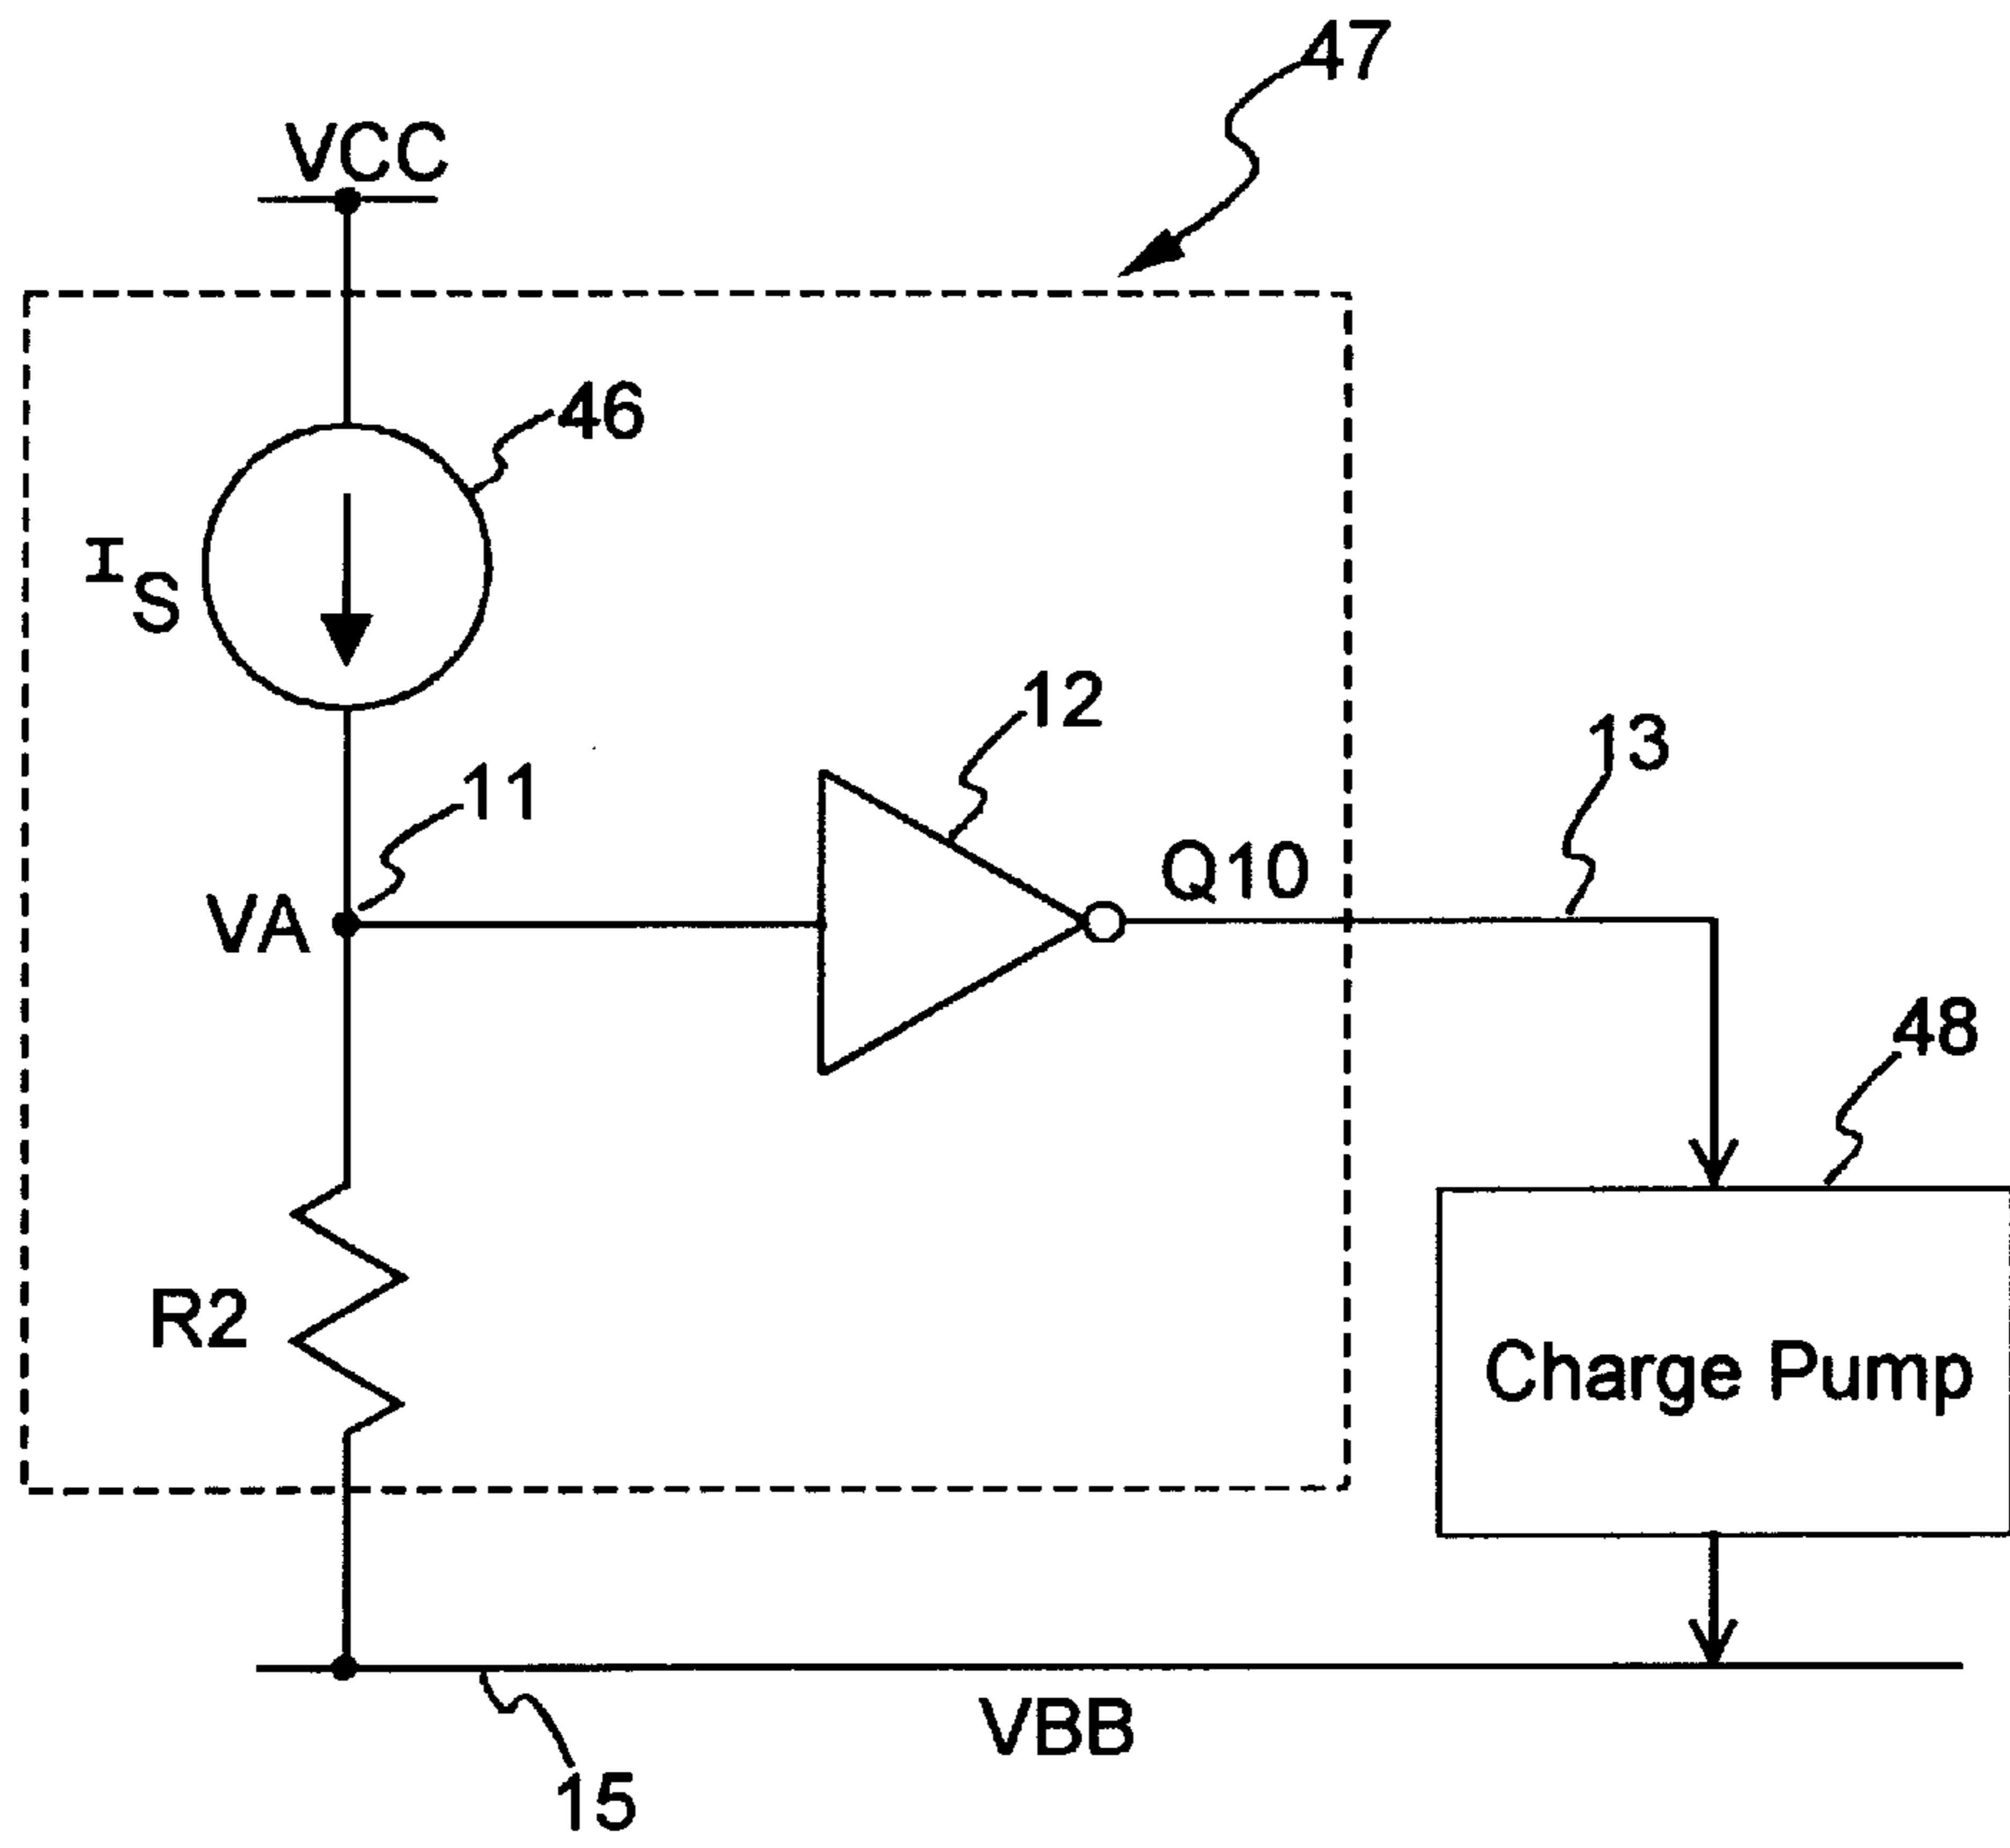 47
VCC
46
IS
12
13
11
Q10
VA
48
R2
Charge Pump
VBB
15